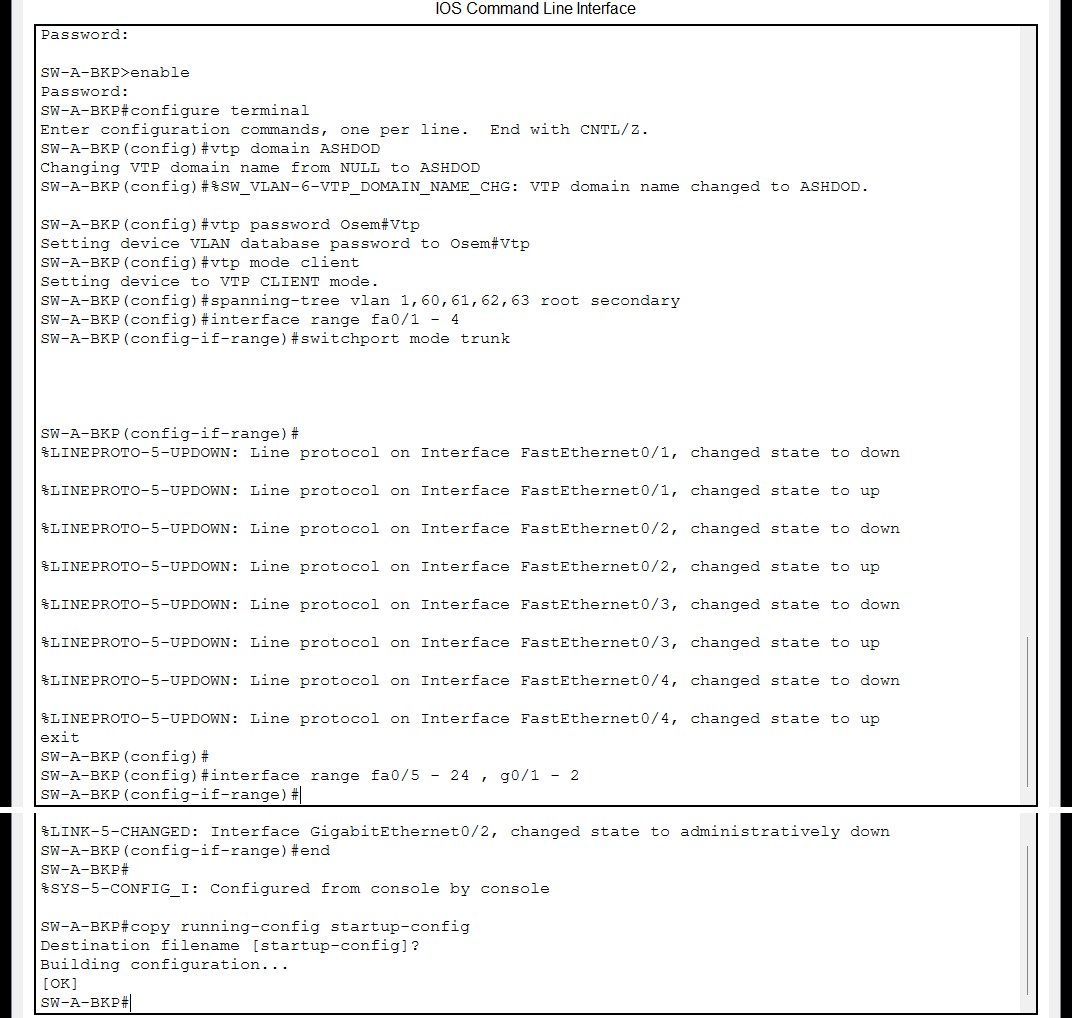 IOS Command Line Interface
Password:
SW-A-BKP>enable
Password:
SW-A-BKP#configure terminal
Enter configuration commands, one per line.  End with CNTL/Z.
SW-A-BKP(config)#vtp domain ASHDOD
Changing VTP domain name from NULL to ASHDOD
SW-A-BKP(config)#%SW_VLAN-6-VTP_DOMAIN_NAME_CHG: VTP domain name changed to ASHDOD.
SW-A-BKP(config)#vtp password Osem#Vtp
Setting device VLAN database password to Osem#Vtp
SW-A-BKP(config)#vtp mode client
Setting device to VTP CLIENT mode.
SW-A-BKP(config)#spanning-tree vlan 1,60,61,62,63 root secondary
SW-A-BKP(config)#interface range fa0/1 - 4
SW-A-BKP(config-if-range)#switchport mode trunk
SW-A-BKP(config-if-range)#
%LINEPROTO-5-UPDOWN: Line protocol on Interface FastEthernet0/1, changed state to down
%LINEPROTO-5-UPDOWN: Line protocol on Interface FastEthernet0/1, changed state to up
%LINEPROTO-5-UPDOWN: Line protocol on Interface FastEthernet0/2, changed state to down
%LINEPROTO-5-UPDOWN: Line protocol on Interface FastEthernet0/2, changed state to up
%LINEPROTO-5-UPDOWN: Line protocol on Interface FastEthernet0/3, changed state to down
%LINEPROTO-5-UPDOWN: Line protocol on Interface FastEthernet0/3, changed state to up
%LINEPROTO-5-UPDOWN: Line protocol on Interface FastEthernet0/4, changed state to down
%LINEPROTO-5-UPDOWN: Line protocol on Interface FastEthernet0/4, changed state to up
exit
SW-A-BKP(config)#
SW-A-BKP(config)#interface range fa0/5 - 24 , g0/1 - 2
SW-A-BKP(config-if-range)#
%LINK-5-CHANGED: Interface GigabitEthernet0/2, changed state to administratively down
SW-A-BKP(config-if-range)#end
SW-A-BKP#
%SYS-5-CONFIG_I: Configured from console by console
SW-A-BKP#copy running-config startup-config
Destination filename [startup-config]?
Building configuration...
[OK]
SW-A-BKP#